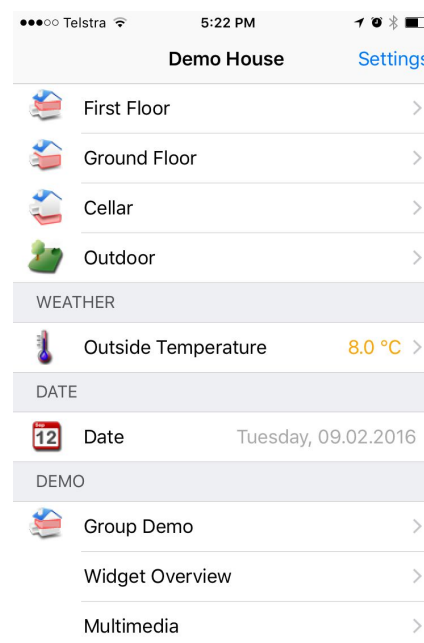 Telstra 5:22 PM
Demo House Settings
First Floor
Ground Floor
Cellar
Outdoor
WEATHER
Outside Temperature 8.0 °C
DATE
Sep
12 Date Tuesday, 09.02.2016
DEMO
Group Demo
Widget Overview
Multimedia